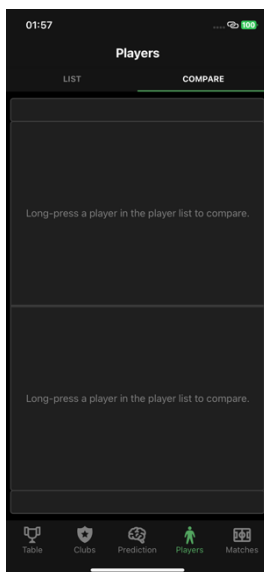 01:57
100
Players
LIST
COMPARE
Long-press a player in the player list to compare.
Long-press a player in the player list to compare.
Table
Clubs
Prediction
Players
Matches